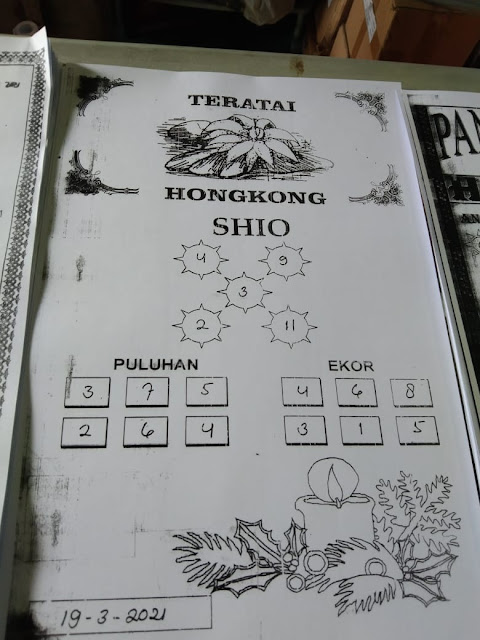 TERATAI
HONGKONG
SHIO
4 9
3
2 11
PULUHAN EKOR
3 7 5 4 6 8
2 6 4 3 1 5
19-3-2021
PAN
H